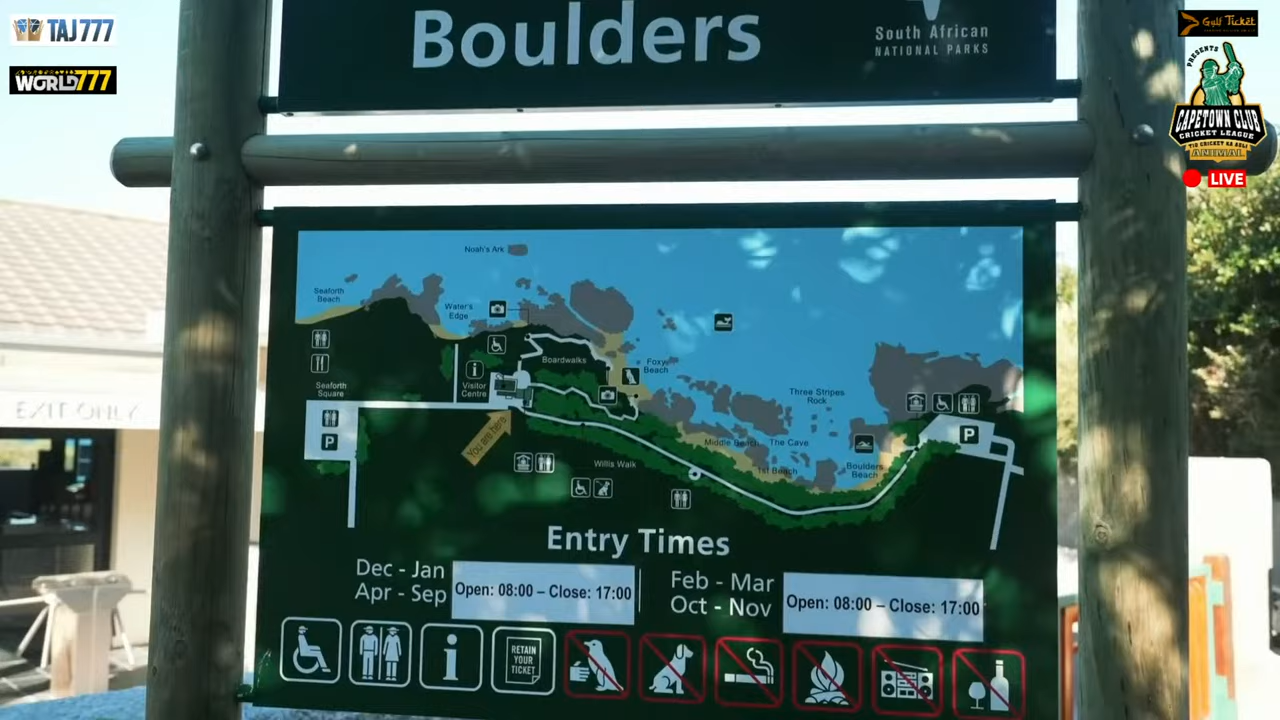 TAJ777
WORLD777
Boulders
South African
NATIONAL PARKS
Gulf Ticket
PRESENTS
CAPETOWN CLUB
CRICKET LEAGUE
LIVE
EXIT ONLY
Noah's Ark
Seaforth
Beach
Water's
Edge
Boardwalks
Foxy
Beach
Visitor
Centre
Seaforth
Square
Three Stripes
Rock
P
P
You are here
Middle Beach
The Cave
1st Beach
Boulders
Beach
Willis Walk
Entry Times
Dec - Jan
Apr - Sep
Open: 08:00 – Close: 17:00
Feb - Mar
Oct - Nov
Open: 08:00 – Close: 17:00
RETAIN
YOUR
TICKET